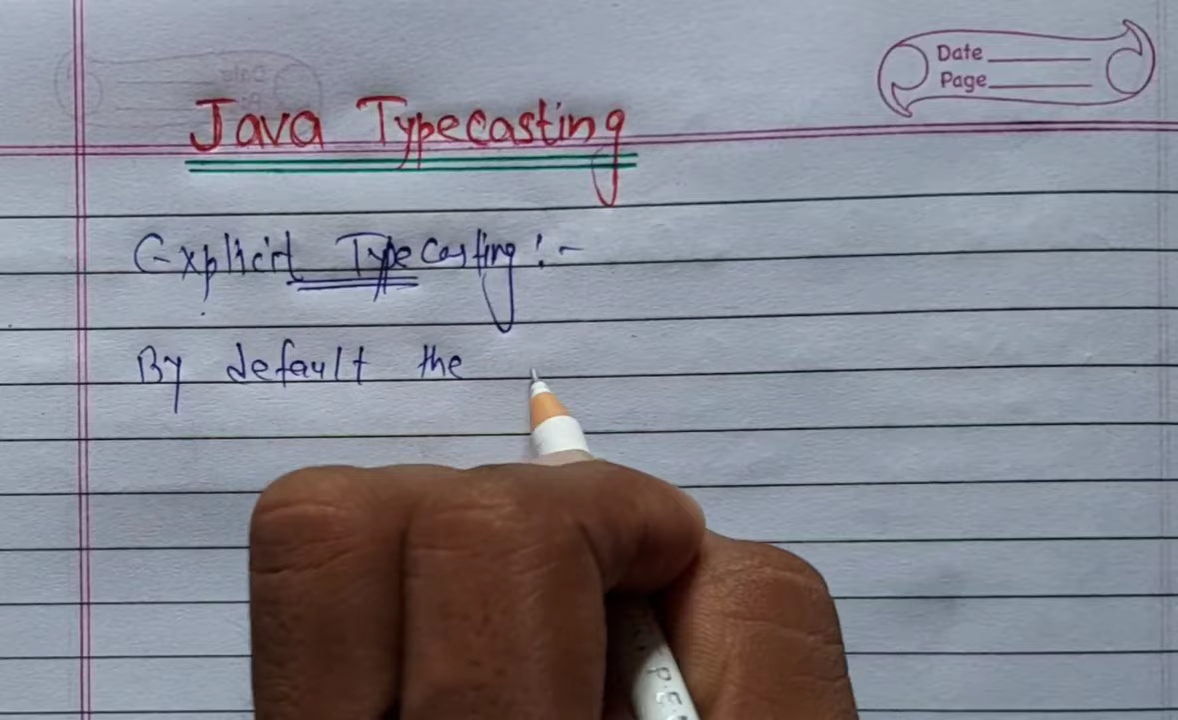 Date
Page
Java Typecasting
Explicit Typecasting :-
By default the